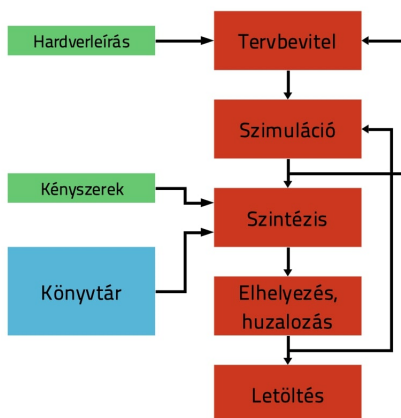 Hardverleírás
Tervbevitel
Szimuláció
Kényszerek
Szintézis
Könyvtár
Elhelyezés,
huzalozás
Letöltés